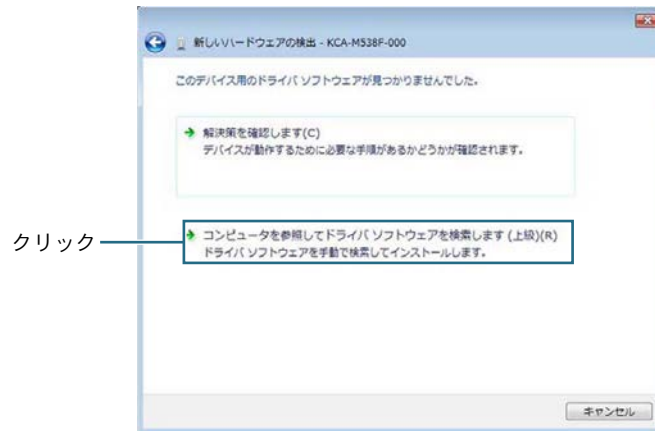 新しいハードウェアの検出 - KCA-M538F-000
このデバイス用のドライバ ソフトウェアが見つかりませんでした。
解決策を確認します(C)
デバイスが動作するために必要な手順があるかどうかが確認されます。
クリック
コンピュータを参照してドライバ ソフトウェアを検索します (上級)(R)
ドライバ ソフトウェアを手動で検索してインストールします。
キャンセル